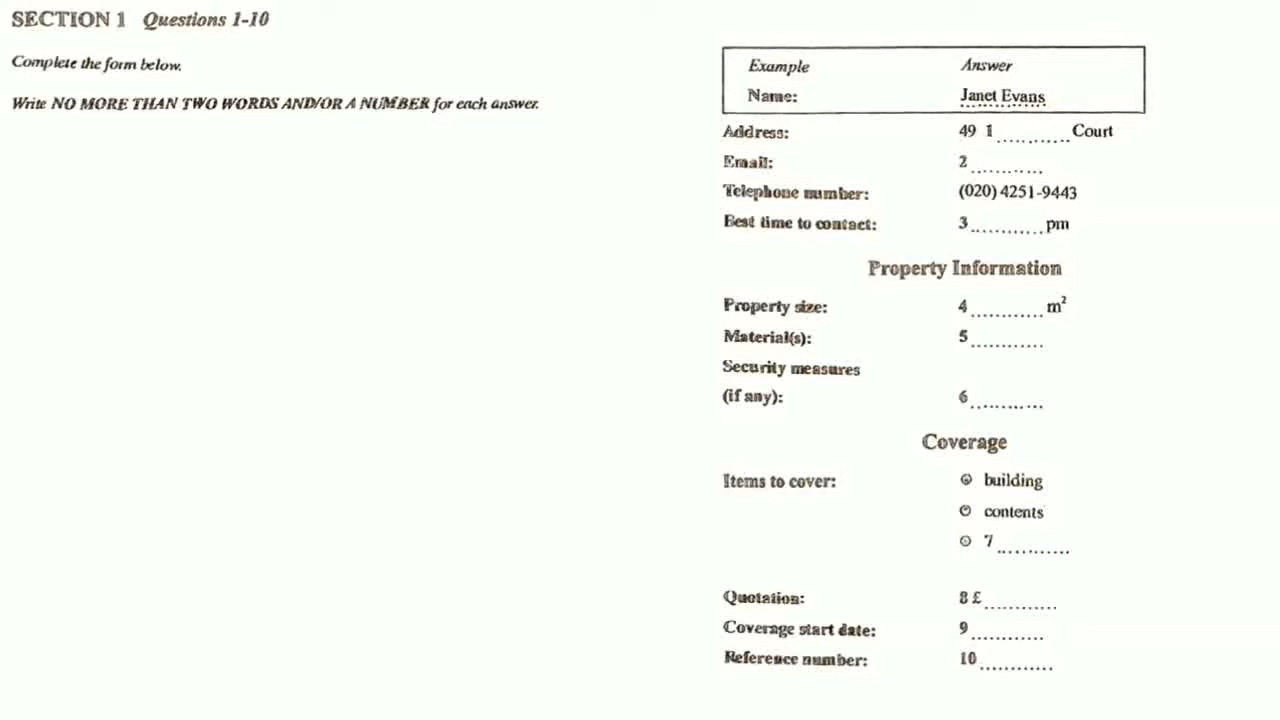 SECTION 1 Questions 1-10
Complete the form below.
Write NO MORE THAN TWO WORDS AND/OR A NUMBER for each answer.
Example Answer
Name: Janet Evans
Address: 49 1 .......... Court
Email: 2 ..........
Telephone number: (020) 4251-9443
Best time to contact: 3 .......... pm
Property Information
Property size: 4 .......... m²
Material(s): 5 ..........
Security measures
(if any): 6 ..........
Coverage
Items to cover: building
contents
7 ..........
Quotation: 8 £ ..........
Coverage start date: 9 ..........
Reference number: 10 ..........